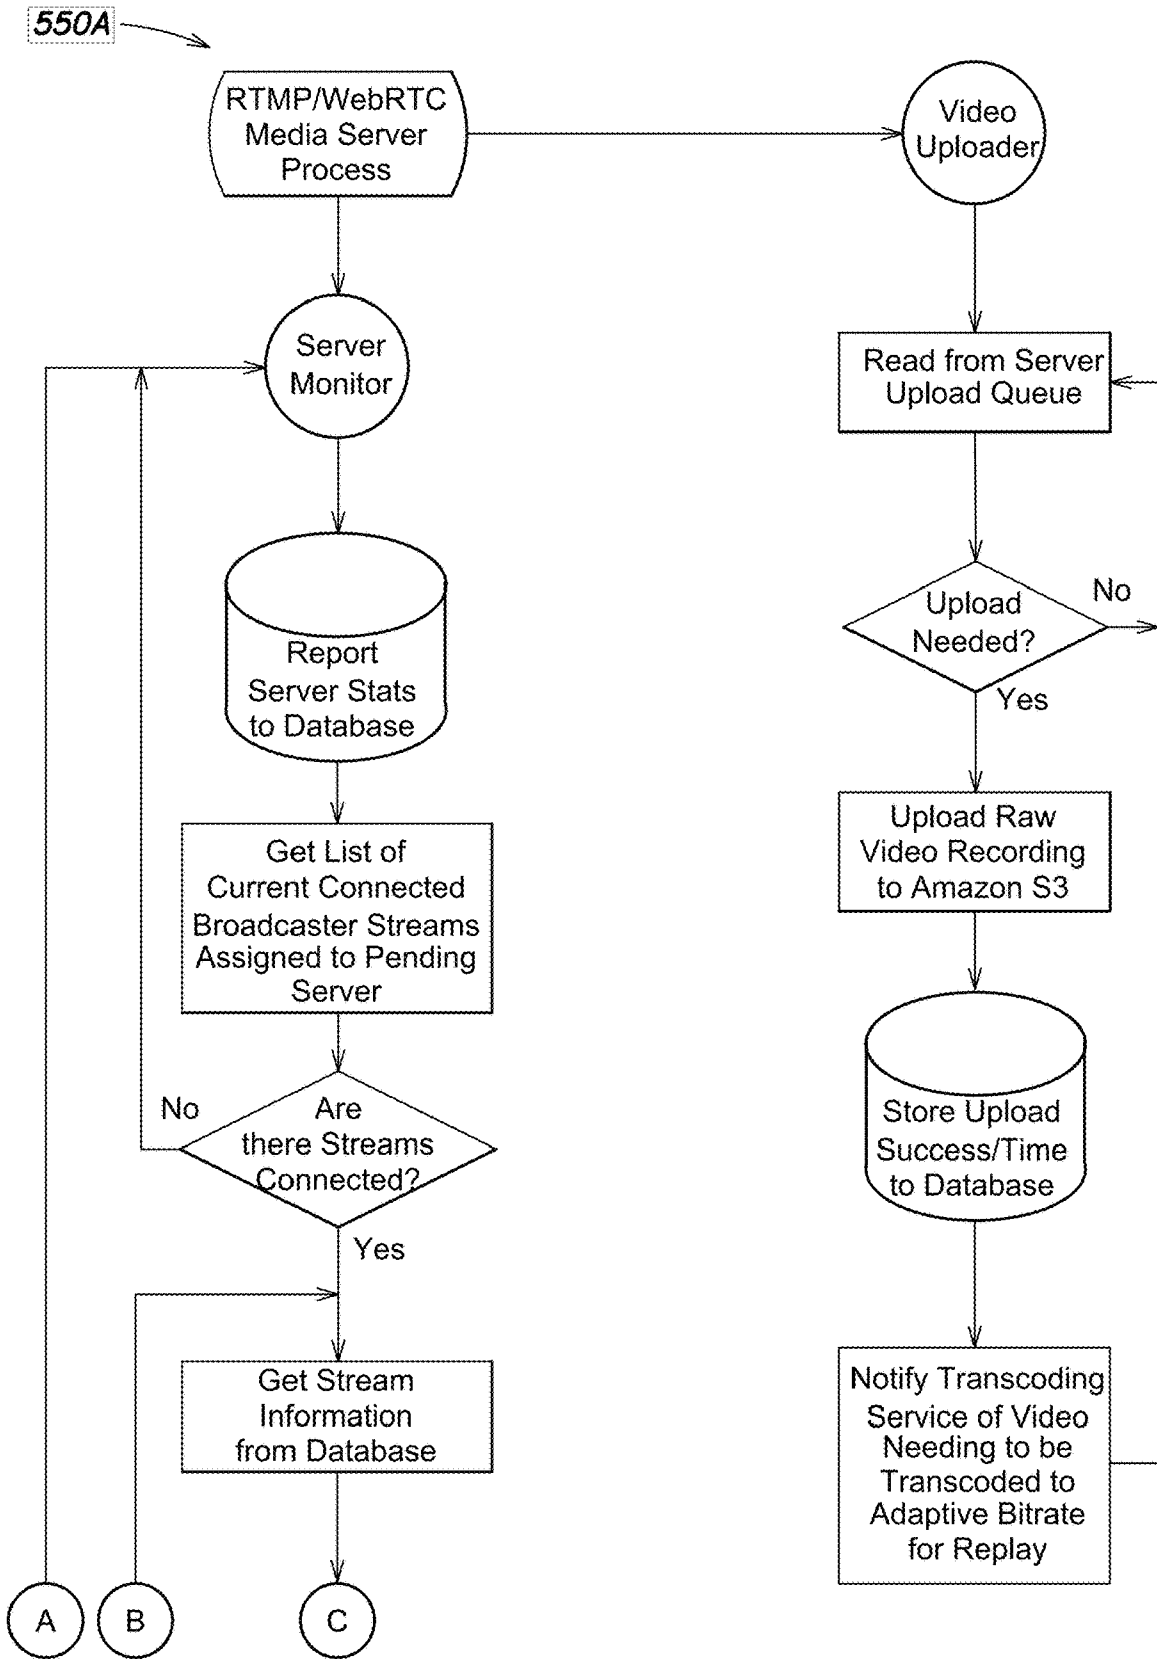 550A
RTMP/WebRTC
Media Server
Process
Video
Uploader
Server
Monitor
Read from Server
Upload Queue
Report
Server Stats
to Database
Upload
Needed?
No
Yes
Get List of
Current Connected
Broadcaster Streams
Assigned to Pending
Server
Upload Raw
Video Recording
to Amazon S3
No
Are
there Streams
Connected?
Yes
Store Upload
Success/Time
to Database
Get Stream
Information
from Database
Notify Transcoding
Service of Video
Needing to be
Transcoded to
Adaptive Bitrate
for Replay
A
B
C